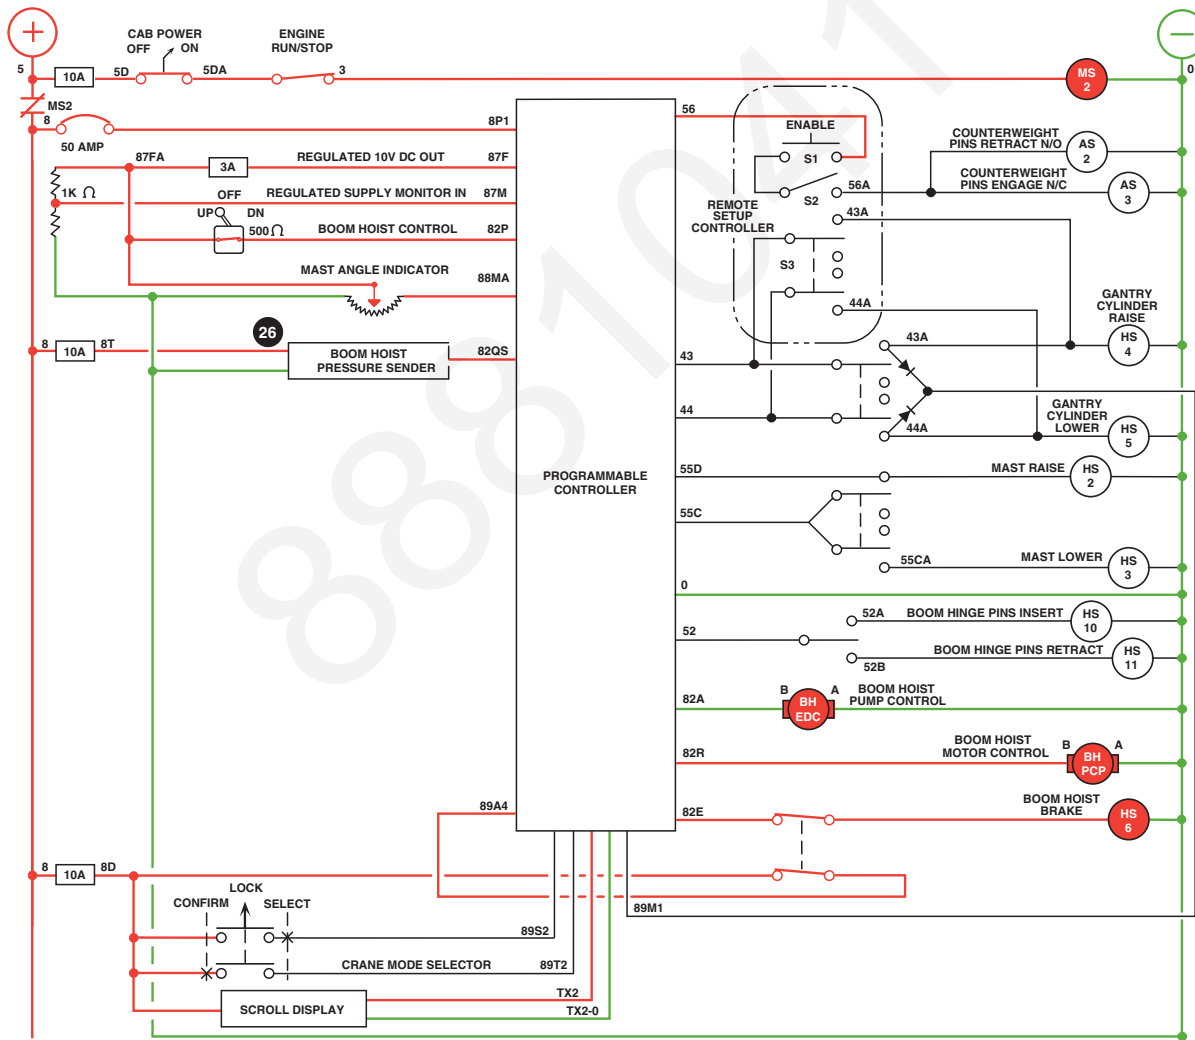 +
−
CAB POWER
OFF ON
ENGINE
RUN/STOP
5
10A
5D
5DA
3
MS
2
0
MS2
8
50 AMP
8P1
56
ENABLE
S1
S2
56A
COUNTERWEIGHT
PINS RETRACT N/O
AS
2
COUNTERWEIGHT
PINS ENGAGE N/C
AS
3
87FA
3A
REGULATED 10V DC OUT
87F
1K Ω
OFF
REGULATED SUPPLY MONITOR IN
87M
UP
DN
500 Ω
BOOM HOIST CONTROL
82P
REMOTE
SETUP
CONTROLLER
43A
S3
44A
MAST ANGLE INDICATOR
88MA
GANTRY
CYLINDER
RAISE
43A
HS
4
8
10A
8T
26
BOOM HOIST
PRESSURE SENDER
82QS
43
44
GANTRY
CYLINDER
LOWER
44A
HS
5
PROGRAMMABLE
CONTROLLER
55D
MAST RAISE
HS
2
55C
55CA
MAST LOWER
HS
3
0
52A
BOOM HINGE PINS INSERT
HS
10
52
52B
BOOM HINGE PINS RETRACT
HS
11
82A
B
BH
EDC
A
BOOM HOIST
PUMP CONTROL
82R
BOOM HOIST
MOTOR CONTROL
B
BH
PCP
A
89A4
82E
BOOM HOIST
BRAKE
HS
6
8
10A
8D
89M1
LOCK
CONFIRM
SELECT
89S2
CRANE MODE SELECTOR
89T2
SCROLL DISPLAY
TX2
TX2-0
8881041